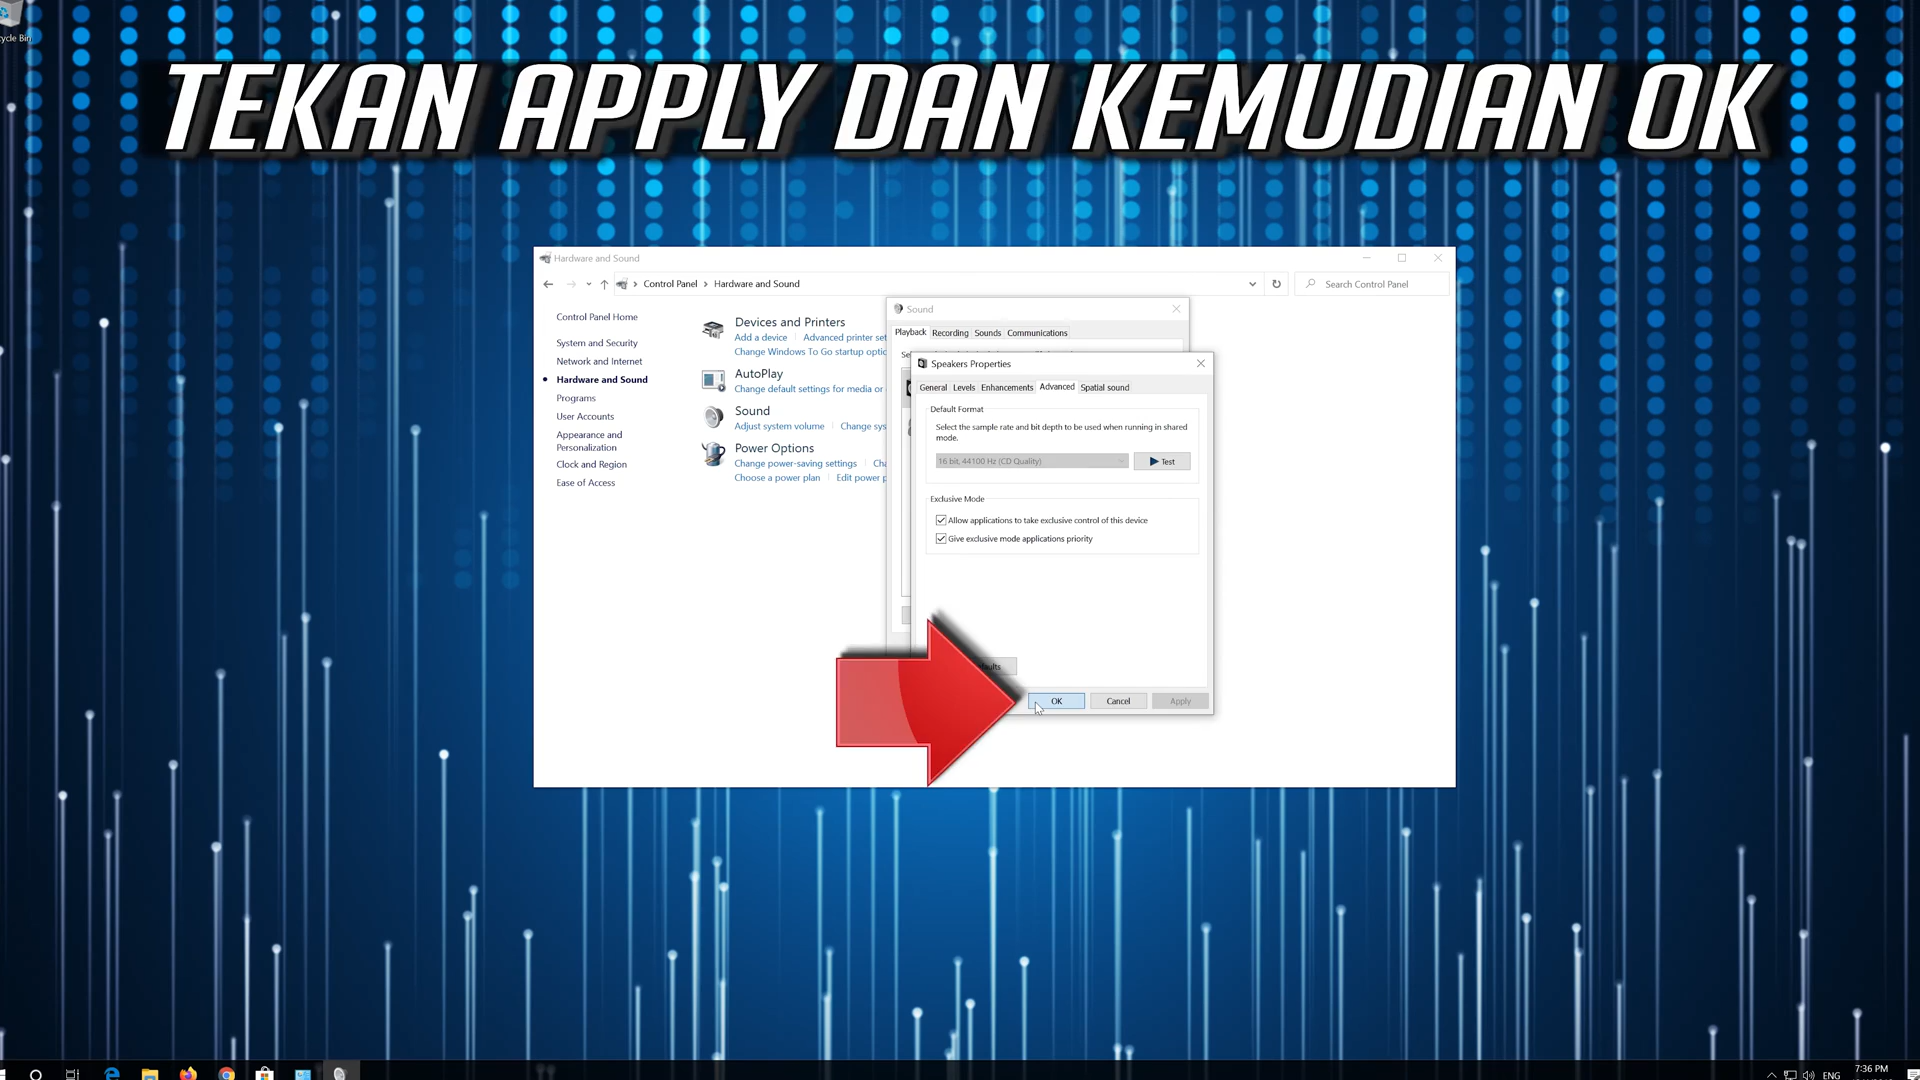 TEKAN APPLY DAN KEMUDIAN OK
Hardware and Sound
Control Panel > Hardware and Sound
Search Control Panel
Control Panel Home
System and Security
Network and Internet
Hardware and Sound
Programs
User Accounts
Appearance and
Personalization
Clock and Region
Ease of Access
Devices and Printers
Add a device
Advanced printer
Change Windows To Go startup
AutoPlay
Change default settings for media or
Sound
Adjust system volume
Change
Power Options
Change power-saving settings
Choose a power plan
Edit power
Sound
Playback Recording Sounds Communications
Speakers Properties
General Levels Enhancements Advanced Spatial sound
Default Format
Select the sample rate and bit depth to be used when running in shared
mode.
16 bit, 44100 Hz (CD Quality)
Test
Exclusive Mode
Allow applications to take exclusive control of this device
Give exclusive mode applications priority
OK Cancel Apply
ENG
7:36 PM